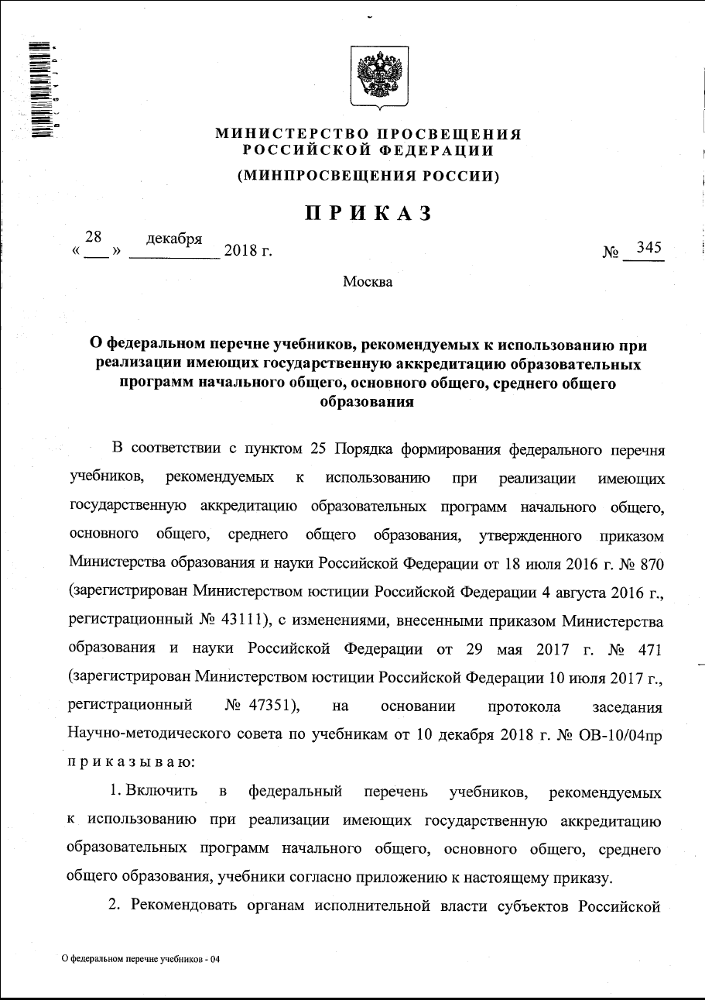 МИНИСТЕРСТВО ПРОСВЕЩЕНИЯ
РОССИЙСКОЙ ФЕДЕРАЦИИ
(МИНПРОСВЕЩЕНИЯ РОССИИ)
П Р И К А З
« 28 » декабря 2018 г. № 345
Москва
О федеральном перечне учебников, рекомендуемых к использованию при
реализации имеющих государственную аккредитацию образовательных
программ начального общего, основного общего, среднего общего
образования
В соответствии с пунктом 25 Порядка формирования федерального перечня
учебников, рекомендуемых к использованию при реализации имеющих
государственную аккредитацию образовательных программ начального общего,
основного общего, среднего общего образования, утвержденного приказом
Министерства образования и науки Российской Федерации от 18 июля 2016 г. № 870
(зарегистрирован Министерством юстиции Российской Федерации 4 августа 2016 г.,
регистрационный № 43111), с изменениями, внесенными приказом Министерства
образования и науки Российской Федерации от 29 мая 2017 г. № 471
(зарегистрирован Министерством юстиции Российской Федерации 10 июля 2017 г.,
регистрационный № 47351), на основании протокола заседания
Научно-методического совета по учебникам от 10 декабря 2018 г. № ОВ-10/04пр
п р и к а з ы в а ю:
1. Включить в федеральный перечень учебников, рекомендуемых
к использованию при реализации имеющих государственную аккредитацию
образовательных программ начального общего, основного общего, среднего
общего образования, учебники согласно приложению к настоящему приказу.
2. Рекомендовать органам исполнительной власти субъектов Российской
О федеральном перечне учебников - 04